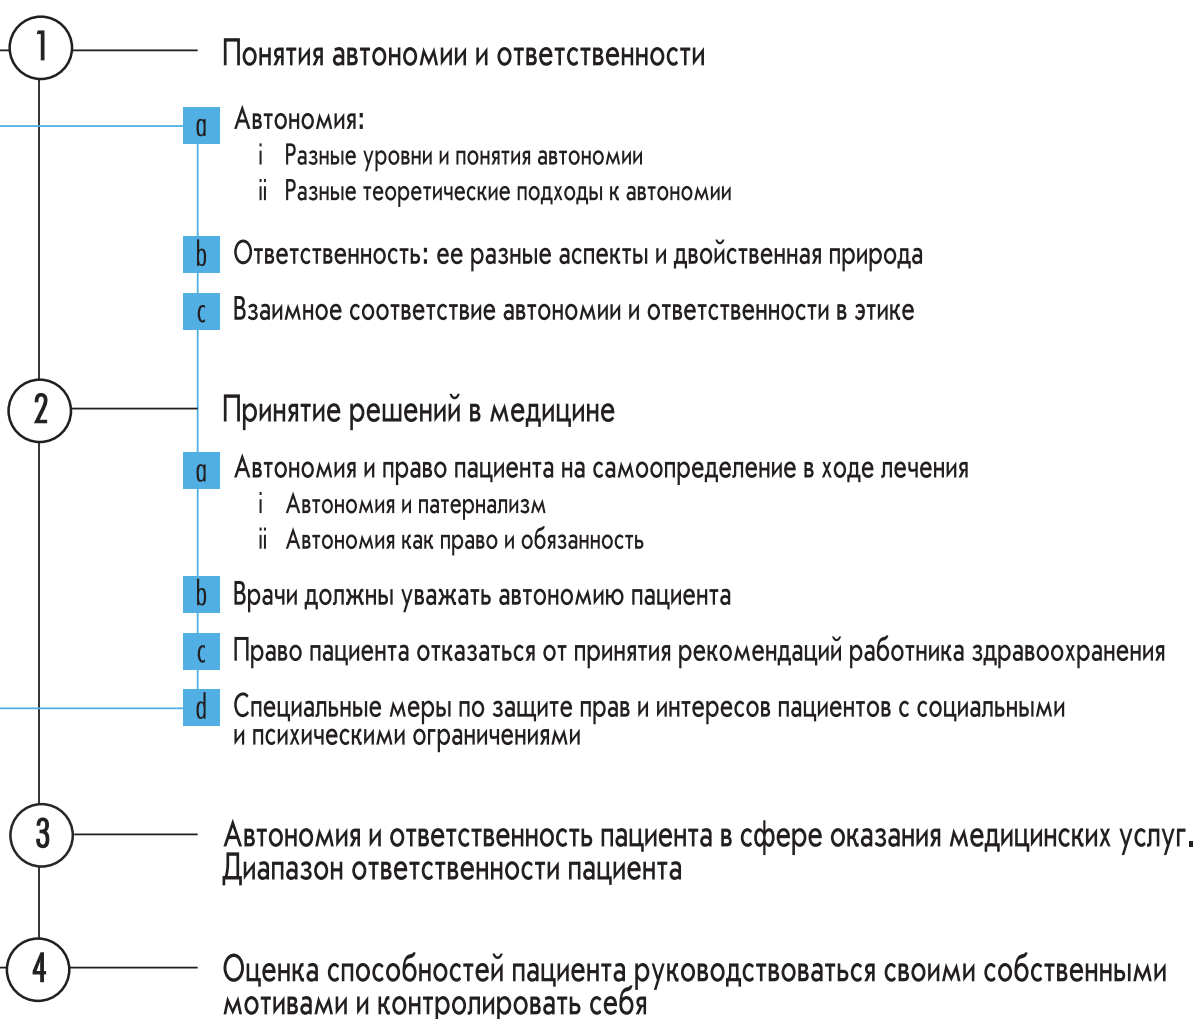 1 Понятия автономии и ответственности
a Автономия:
i Разные уровни и понятия автономии
ii Разные теоретические подходы к автономии
b Ответственность: ее разные аспекты и двойственная природа
c Взаимное соответствие автономии и ответственности в этике
2 Принятие решений в медицине
a Автономия и право пациента на самоопределение в ходе лечения
i Автономия и патернализм
ii Автономия как право и обязанность
b Врачи должны уважать автономию пациента
c Право пациента отказаться от принятия рекомендаций работника здравоохранения
d Специальные меры по защите прав и интересов пациентов с социальными
и психическими ограничениями
3 Автономия и ответственность пациента в сфере оказания медицинских услуг.
Диапазон ответственности пациента
4 Оценка способностей пациента руководствоваться своими собственными
мотивами и контролировать себя